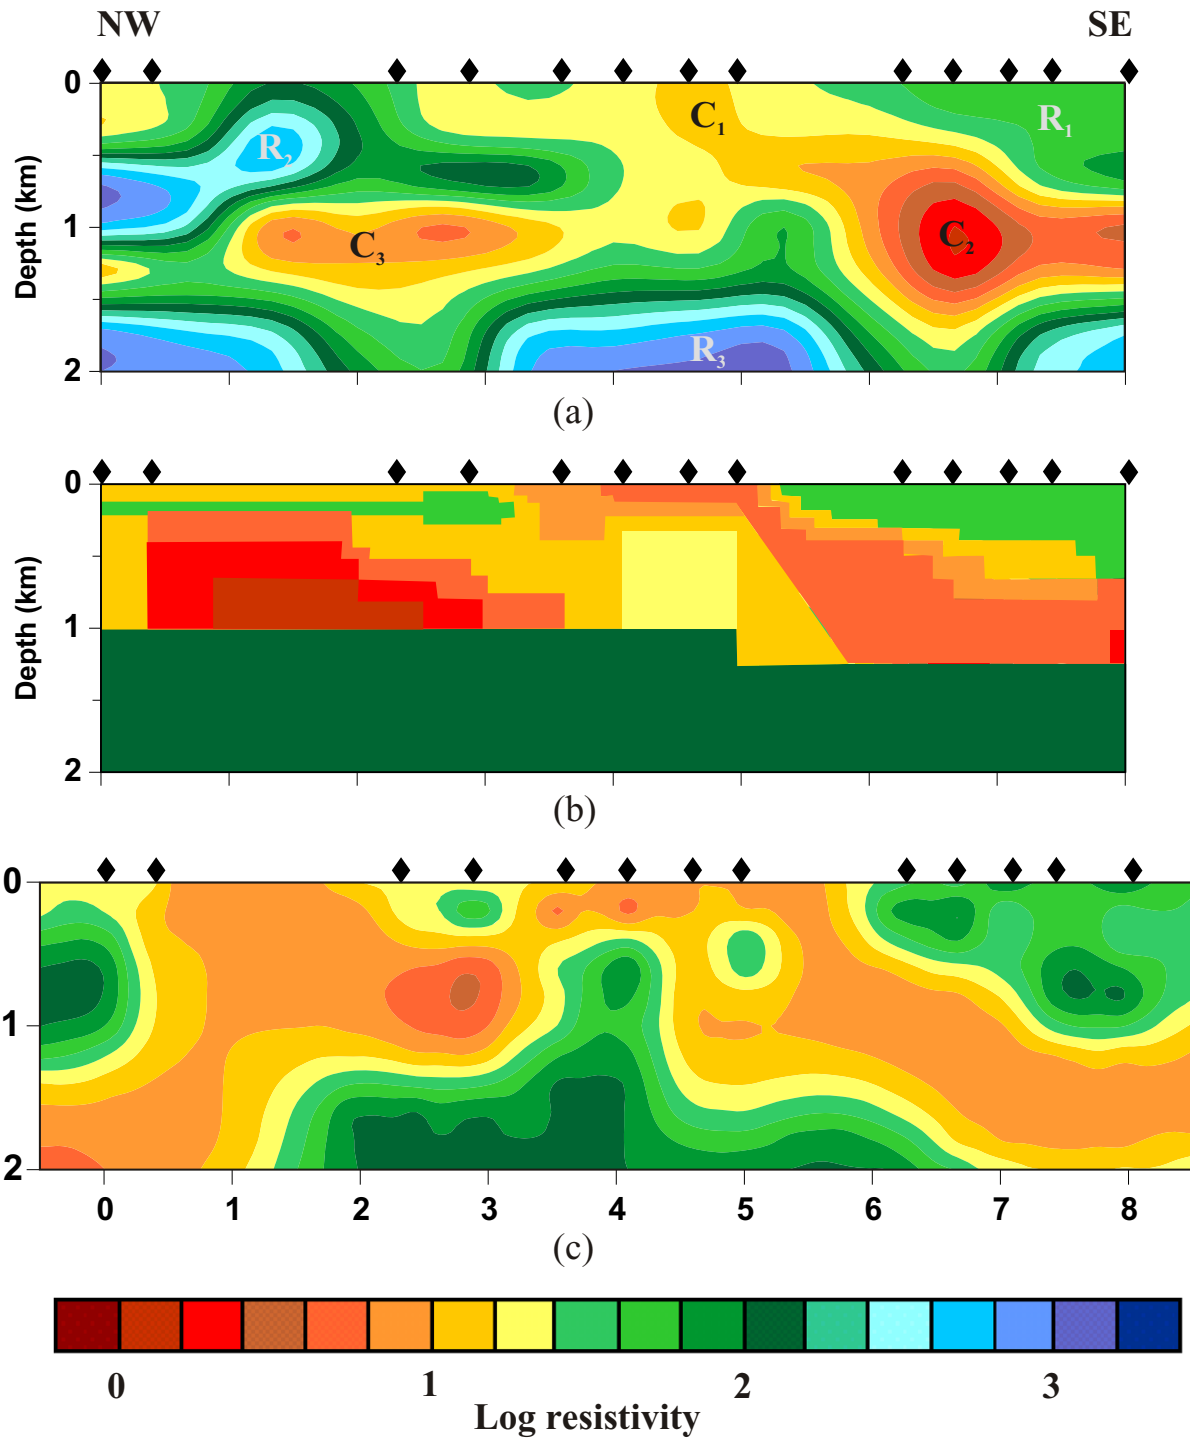 NW SE
0
C₁ R₁
R₂
Depth (km)
1
C₃ C₂
R₃
2
(a)
0
Depth (km)
1
2
(b)
0
1
2
0 1 2 3 4 5 6 7 8
(c)
0 1 2 3
Log resistivity